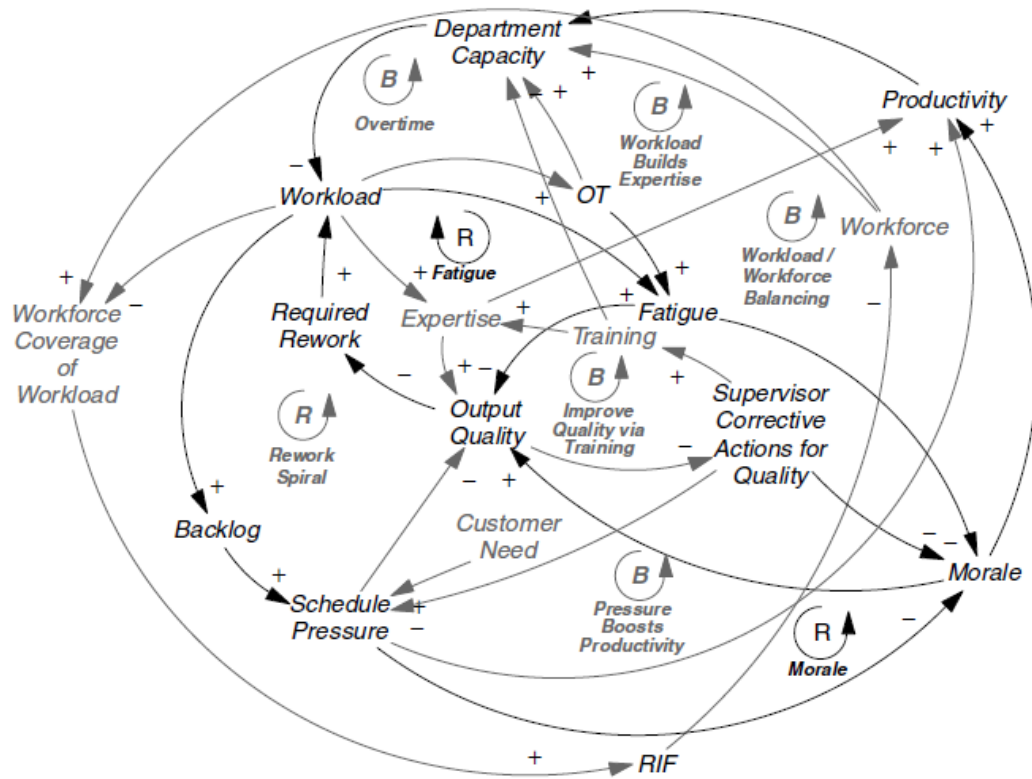 Department
Capacity
B
Overtime
B
Workload
Builds
Expertise
Productivity
+
+
+
+
+
+
−
−
Workload
OT
+
R
Fatigue
B
Workload /
Workforce
Balancing
Workforce
−
+
−
Workforce
Coverage
of
Workload
+
Required
Rework
+
Expertise
+
+
+
Fatigue
Training
−
+
−
B
Improve
Quality via
Training
+
Supervisor
Corrective
Actions for
Quality
R
Rework
Spiral
Output
Quality
−
−
+
+
Backlog
Customer
Need
−
−
Morale
+
Schedule
Pressure
+
−
B
Pressure
Boosts
Productivity
R
Morale
−
+
RIF